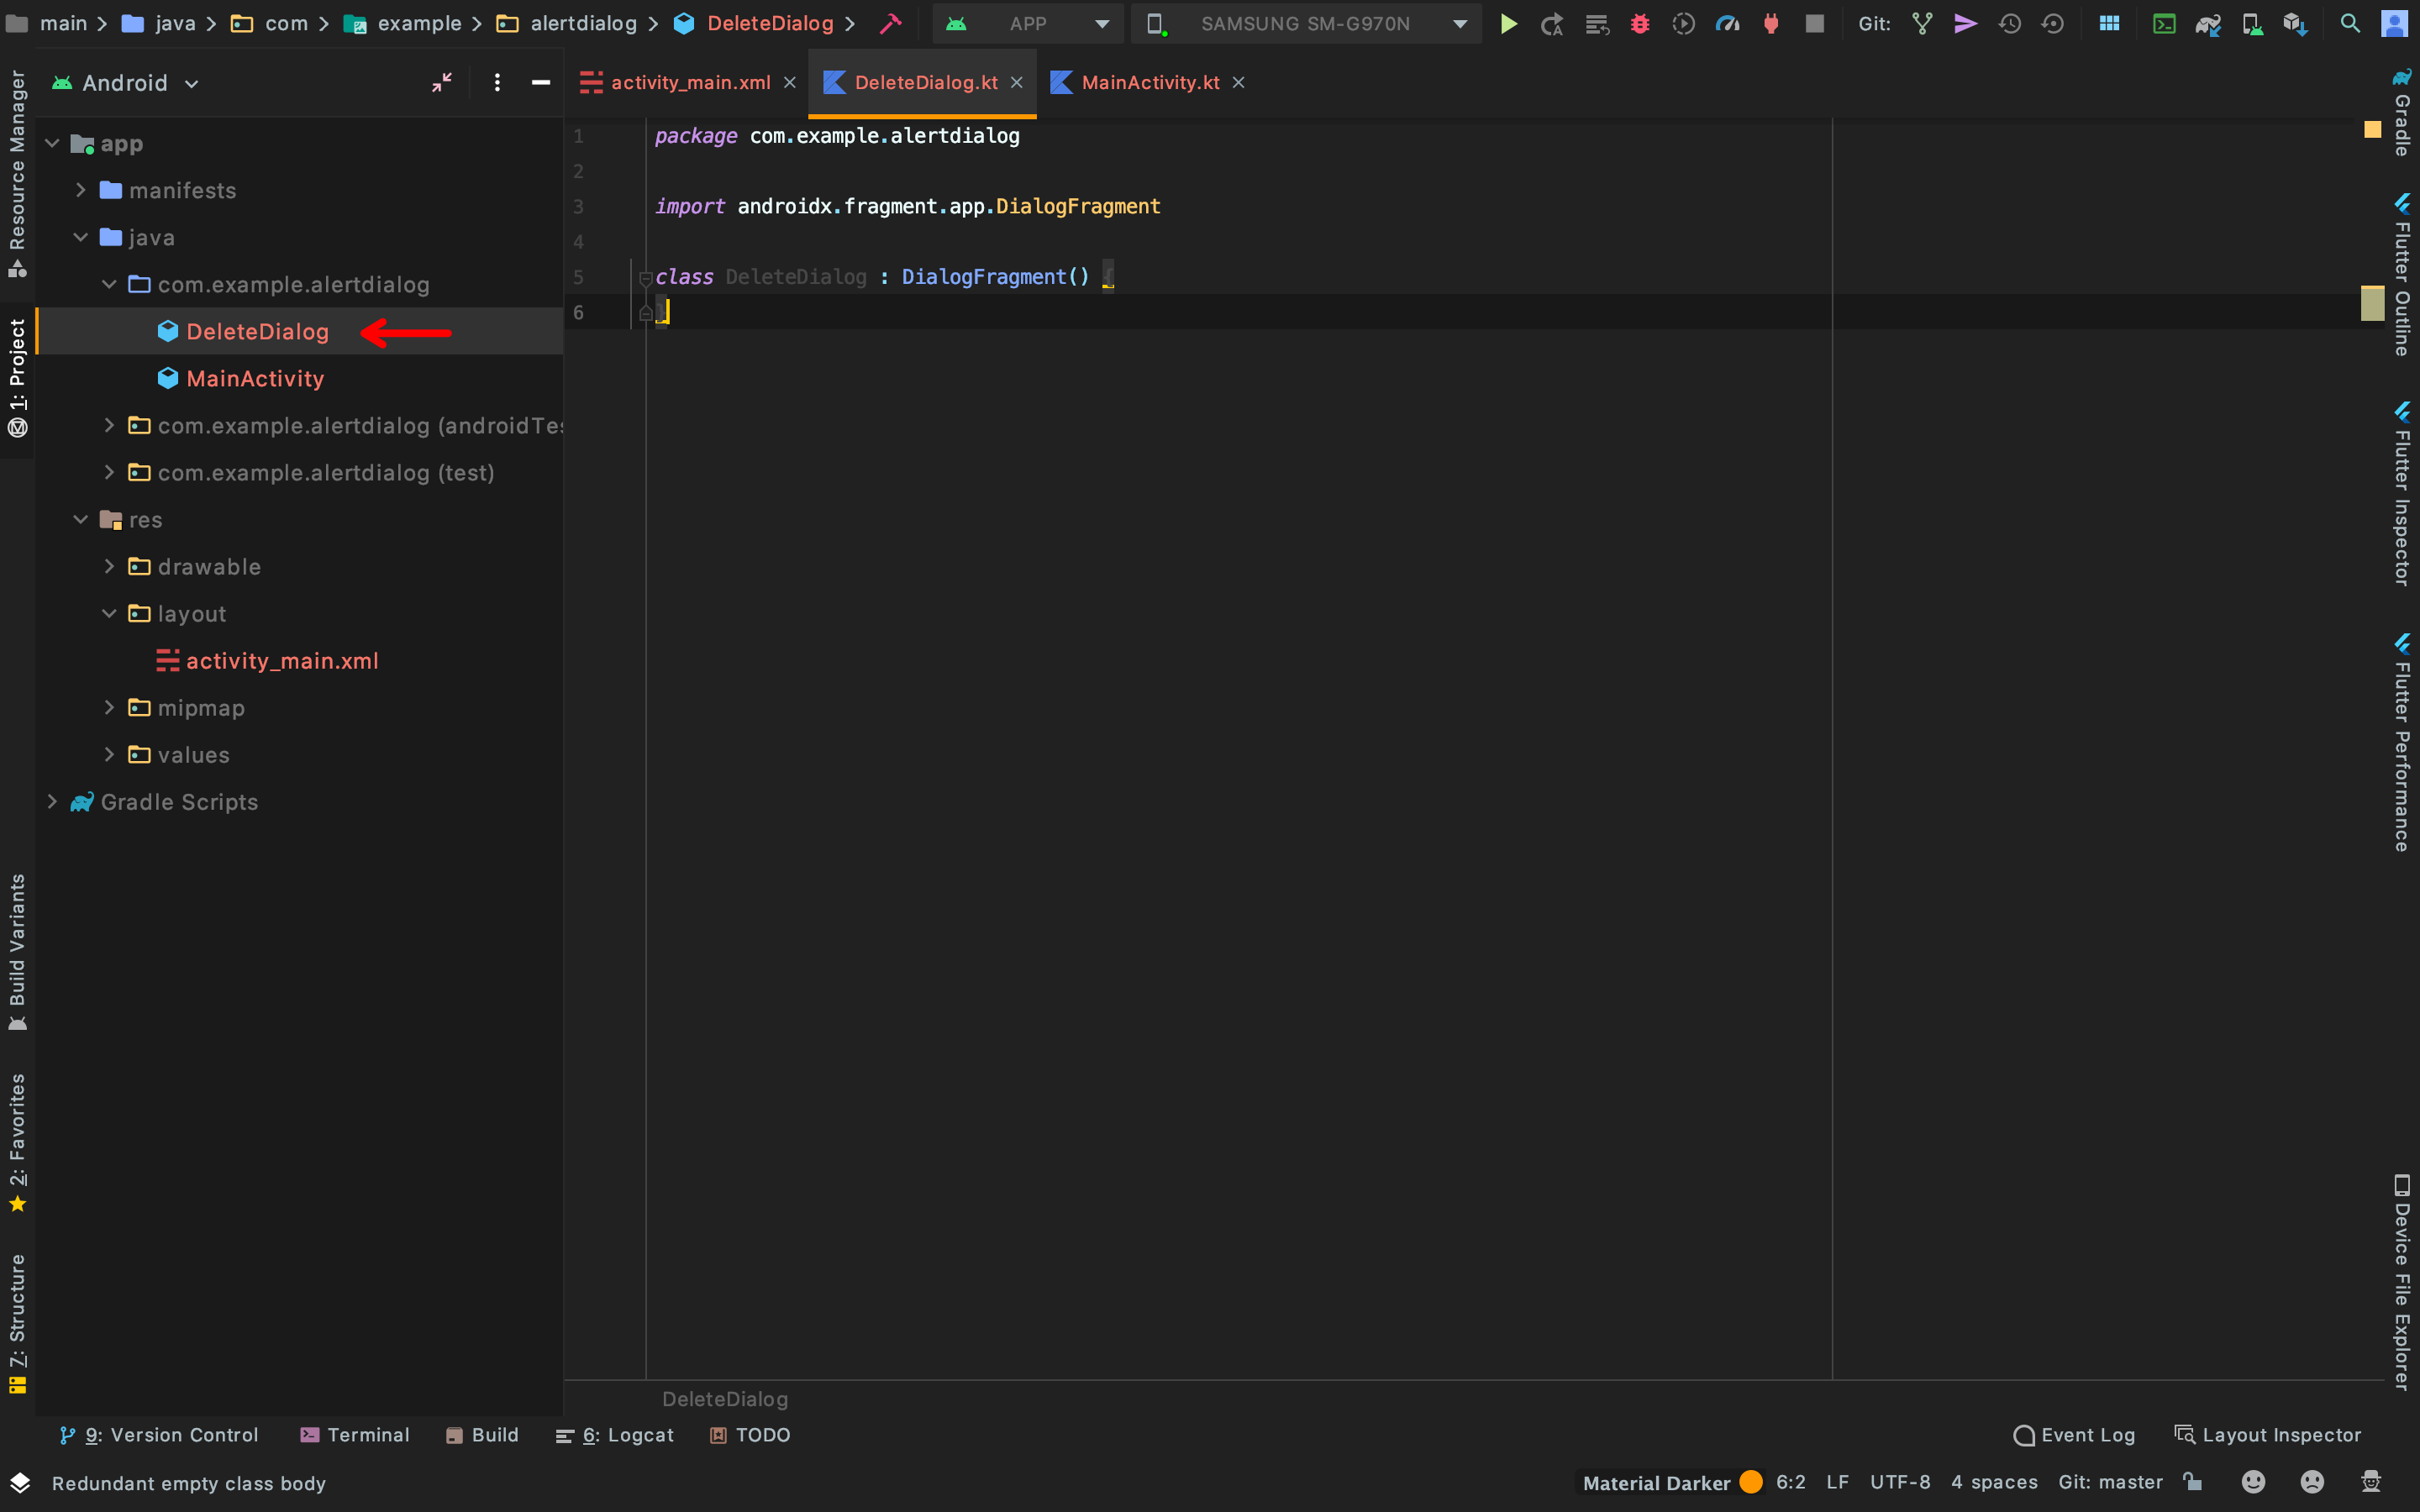 main java com example alertdialog DeleteDialog APP SAMSUNG SM-G970N Git:
Android
activity_main.xml DeleteDialog.kt MainActivity.kt
app
manifests
java
com.example.alertdialog
DeleteDialog
MainActivity
com.example.alertdialog (androidTes
com.example.alertdialog (test)
res
drawable
layout
activity_main.xml
mipmap
values
Gradle Scripts
Resource Manager
1: Project
Build Variants
2: Favorites
7: Structure
1 package com.example.alertdialog
2
3 import androidx.fragment.app.DialogFragment
4
5 class DeleteDialog : DialogFragment() {
6 }
Gradle
Flutter Outline
Flutter Inspector
Flutter Performance
Device File Explorer
DeleteDialog
9: Version Control Terminal Build 6: Logcat TODO Event Log Layout Inspector
Redundant empty class body Material Darker 6:2 LF UTF-8 4 spaces Git: master